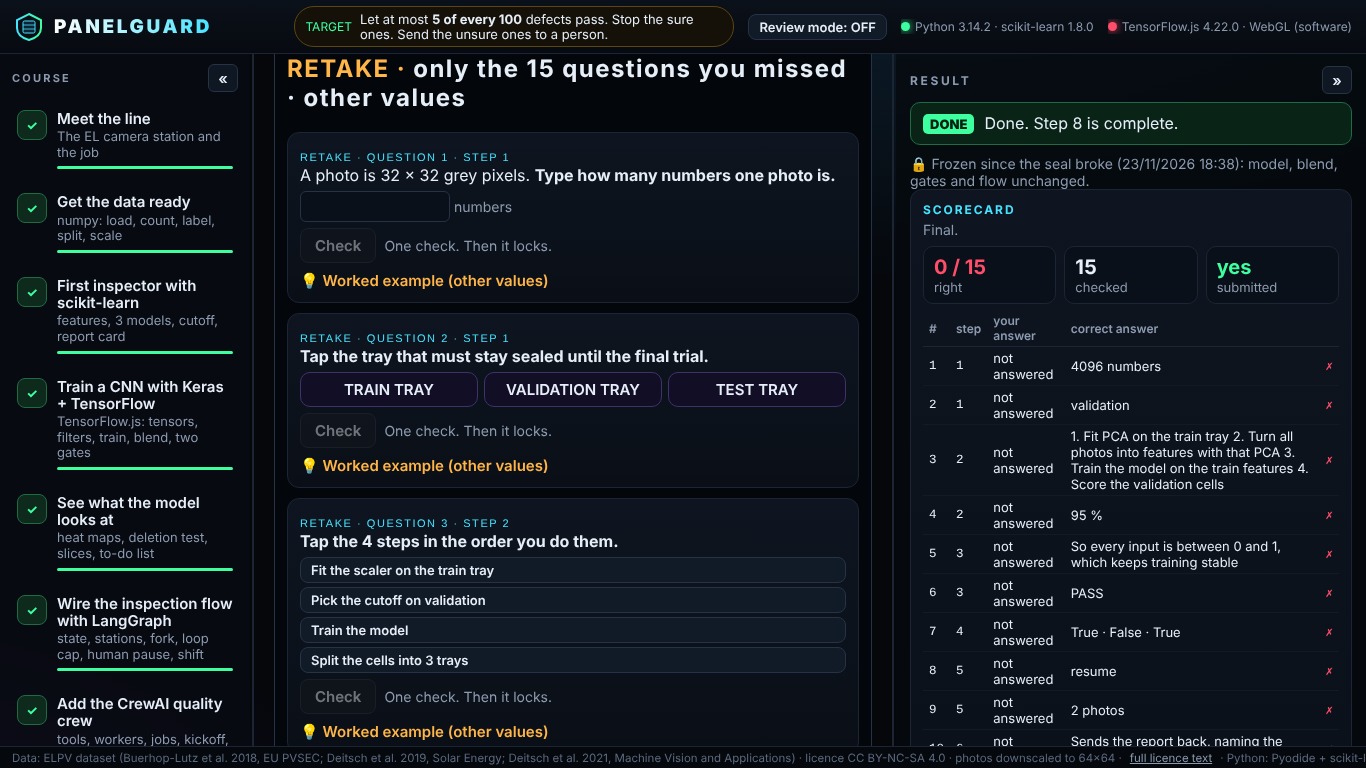 PANELGUARD
TARGET
Let at most 5 of every 100 defects pass. Stop the sure
ones. Send the unsure ones to a person.
Review mode: OFF
Python 3.14.2 · scikit-learn 1.8.0
TensorFlow.js 4.22.0 · WebGL (software)
COURSE
«
Meet the line
The EL camera station and
the job
Get the data ready
numpy: load, count, label,
split, scale
First inspector with
scikit-learn
features, 3 models, cutoff,
report card
Train a CNN with Keras
+ TensorFlow
TensorFlow.js: tensors,
filters, train, blend, two
gates
See what the model
looks at
heat maps, deletion test,
slices, to-do list
Wire the inspection flow
with LangGraph
state, stations, fork, loop
cap, human pause, shift
Add the CrewAI quality
crew
tools, workers, jobs, kickoff,
RETAKE · only the 15 questions you missed
· other values
RETAKE · QUESTION 1 · STEP 1
A photo is 32 × 32 grey pixels. Type how many numbers one photo is.
numbers
Check
One check. Then it locks.
💡 Worked example (other values)
RETAKE · QUESTION 2 · STEP 1
Tap the tray that must stay sealed until the final trial.
TRAIN TRAY
VALIDATION TRAY
TEST TRAY
Check
One check. Then it locks.
💡 Worked example (other values)
RETAKE · QUESTION 3 · STEP 2
Tap the 4 steps in the order you do them.
Fit the scaler on the train tray
Pick the cutoff on validation
Train the model
Split the cells into 3 trays
Check
One check. Then it locks.
💡 Worked example (other values)
RESULT
»
DONE Done. Step 8 is complete.
🔒 Frozen since the seal broke (23/11/2026 18:38): model, blend,
gates and flow unchanged.
SCORECARD
Final.
0 / 15
right
15
checked
yes
submitted
# step your answer correct answer
1 1 not answered 4096 numbers ✗
2 1 not answered validation ✗
3 2 not answered 1. Fit PCA on the train tray 2. Turn all
photos into features with that PCA 3.
Train the model on the train features 4.
Score the validation cells ✗
4 2 not answered 95 % ✗
5 3 not answered So every input is between 0 and 1,
which keeps training stable ✗
6 3 not answered PASS ✗
7 4 not answered True · False · True ✗
8 5 not answered resume ✗
9 5 not answered 2 photos ✗
not Sends the report back, naming the
Data: ELPV dataset (Buerhop-Lutz et al. 2018, EU PVSEC; Deitsch et al. 2019, Solar Energy; Deitsch et al. 2021, Machine Vision and Applications) · licence CC BY-NC-SA 4.0 · photos downscaled to 64×64 · full licence text · Python: Pyodide + scikit-